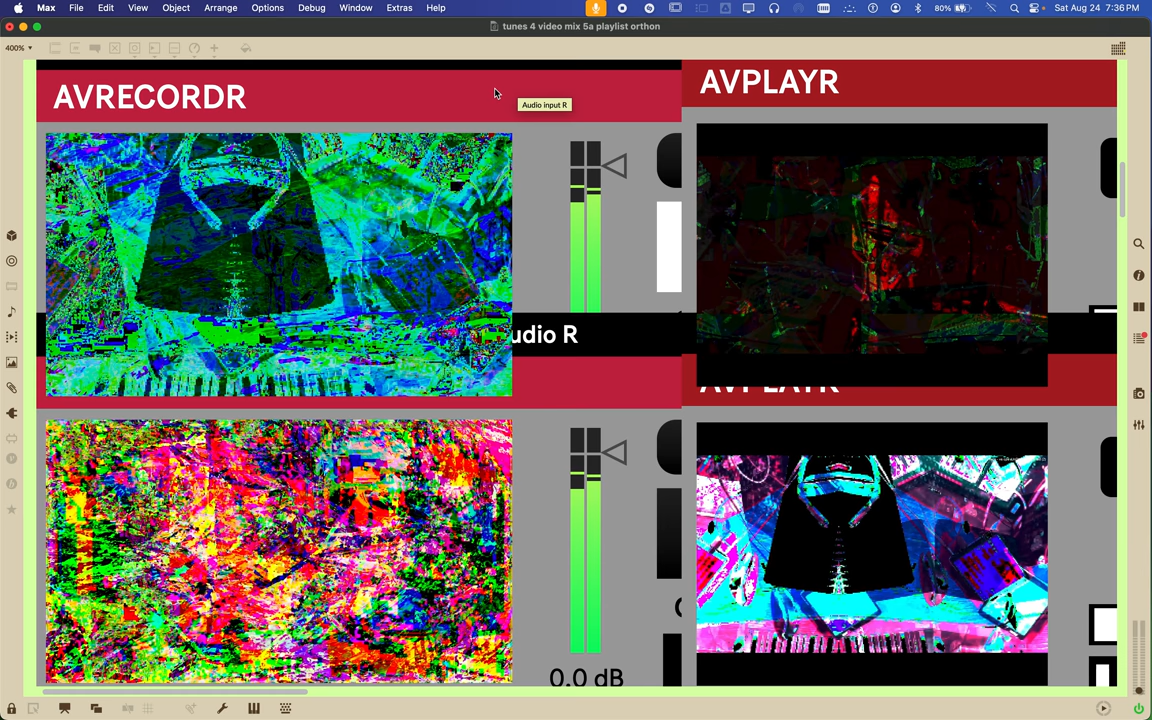 Max File Edit View Object Arrange Options Debug Window Extras Help 80% Sat Aug 24 7:36 PM
tunes 4 video mix 5a playlist orthon
400%
AVRECORDR
AVPLAYR
Audio input R
udio R
AVPLAYR
0.0 dB